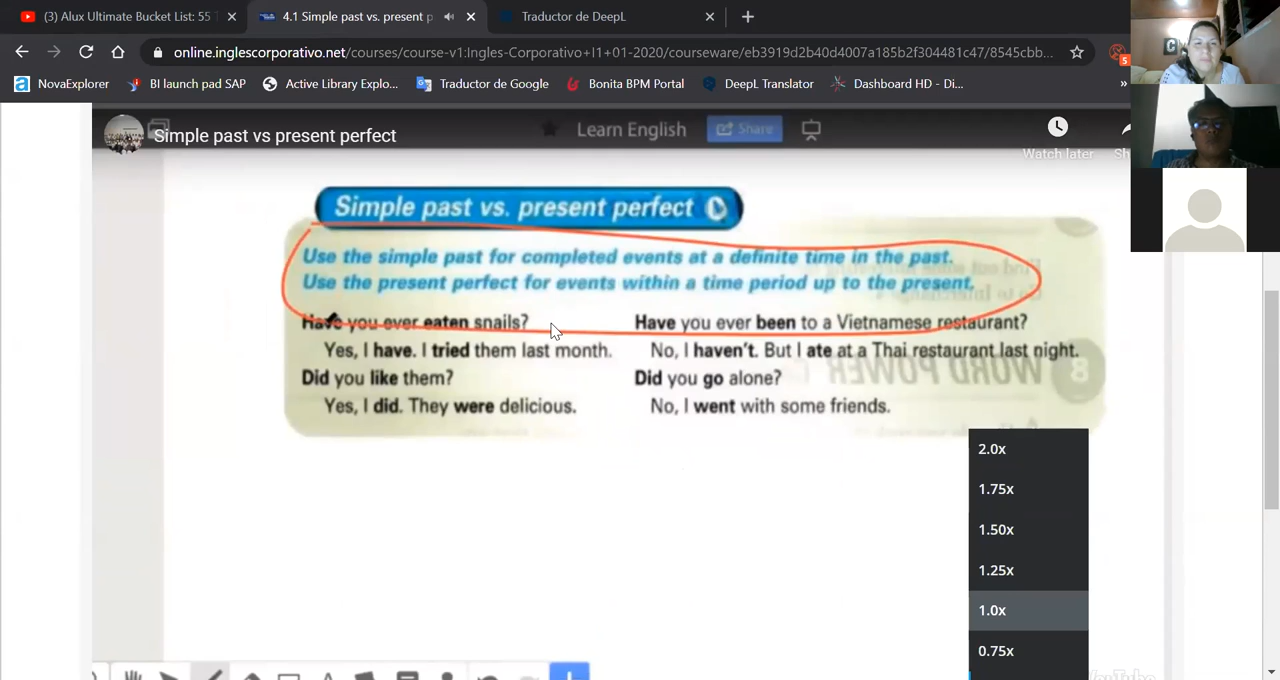 (3) Alux Ultimate Bucket List: 55 T
4.1 Simple past vs. present p
Traductor de DeepL
online.inglescorporativo.net/courses/course-v1:Ingles-Corporativo+I1+01-2020/courseware/eb3919d2b40d4007a185b2f304481c47/8545cbb...
5
NovaExplorer
BI launch pad SAP
Active Library Explo...
Traductor de Google
Bonita BPM Portal
DeepL Translator
Dashboard HD - Di...
»
Simple past vs present perfect
Learn English
Share
Watch later
Sh
Simple past vs. present perfect
Use the simple past for completed events at a definite time in the past.
Use the present perfect for events within a time period up to the present.
Have you ever eaten snails?
Yes, I have. I tried them last month.
Did you like them?
Yes, I did. They were delicious.
Have you ever been to a Vietnamese restaurant?
No, I haven't. But I ate at a Thai restaurant last night.
Did you go alone?
No, I went with some friends.
WORD POWER
8
2.0x
1.75x
1.50x
1.25x
1.0x
0.75x
YouTube